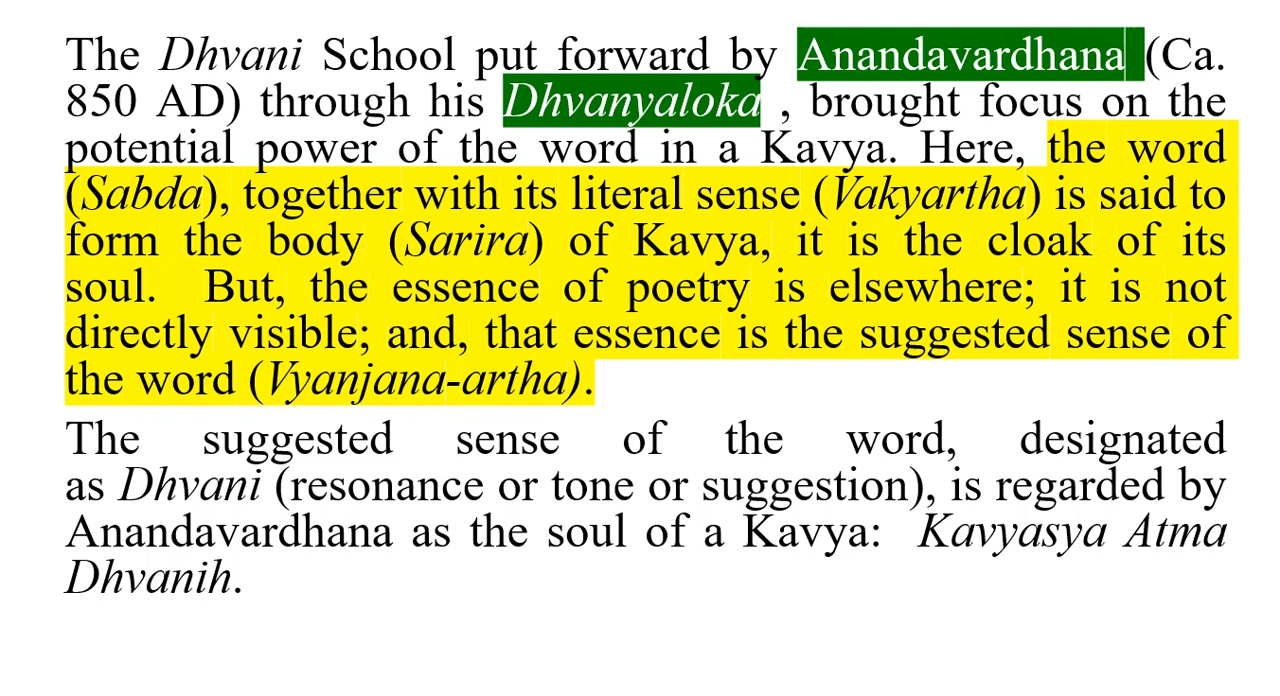 The Dhvani School put forward by Anandavardhana (Ca.
850 AD) through his Dhvanyaloka , brought focus on the
potential power of the word in a Kavya. Here, the word
(Sabda), together with its literal sense (Vakyartha) is said to
form the body (Sarira) of Kavya, it is the cloak of its
soul. But, the essence of poetry is elsewhere; it is not
directly visible; and, that essence is the suggested sense of
the word (Vyanjana-artha).
The suggested sense of the word, designated
as Dhvani (resonance or tone or suggestion), is regarded by
Anandavardhana as the soul of a Kavya: Kavyasya Atma
Dhvanih.